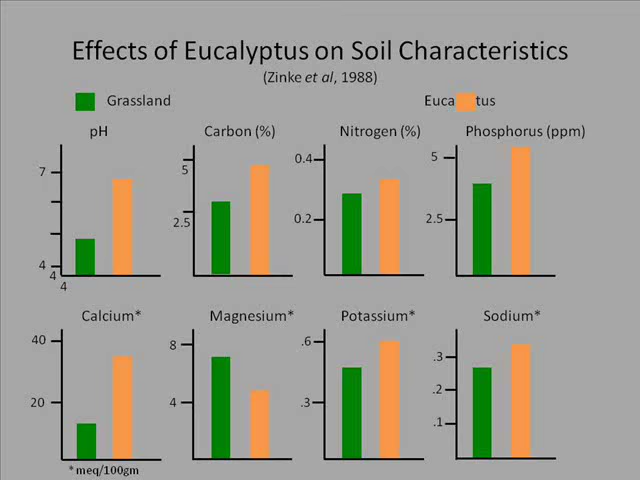 Effects of Eucalyptus on Soil Characteristics
(Zinke et al, 1988)
Grassland
Euca tus
pH
Carbon (%)
Nitrogen (%)
Phosphorus (ppm)
7
4
4
4
5
2.5
0.4
0.2
5
2.5
Calcium*
Magnesium*
Potassium*
Sodium*
40
20
8
4
.6
.3
.3
.2
.1
* meq/100gm